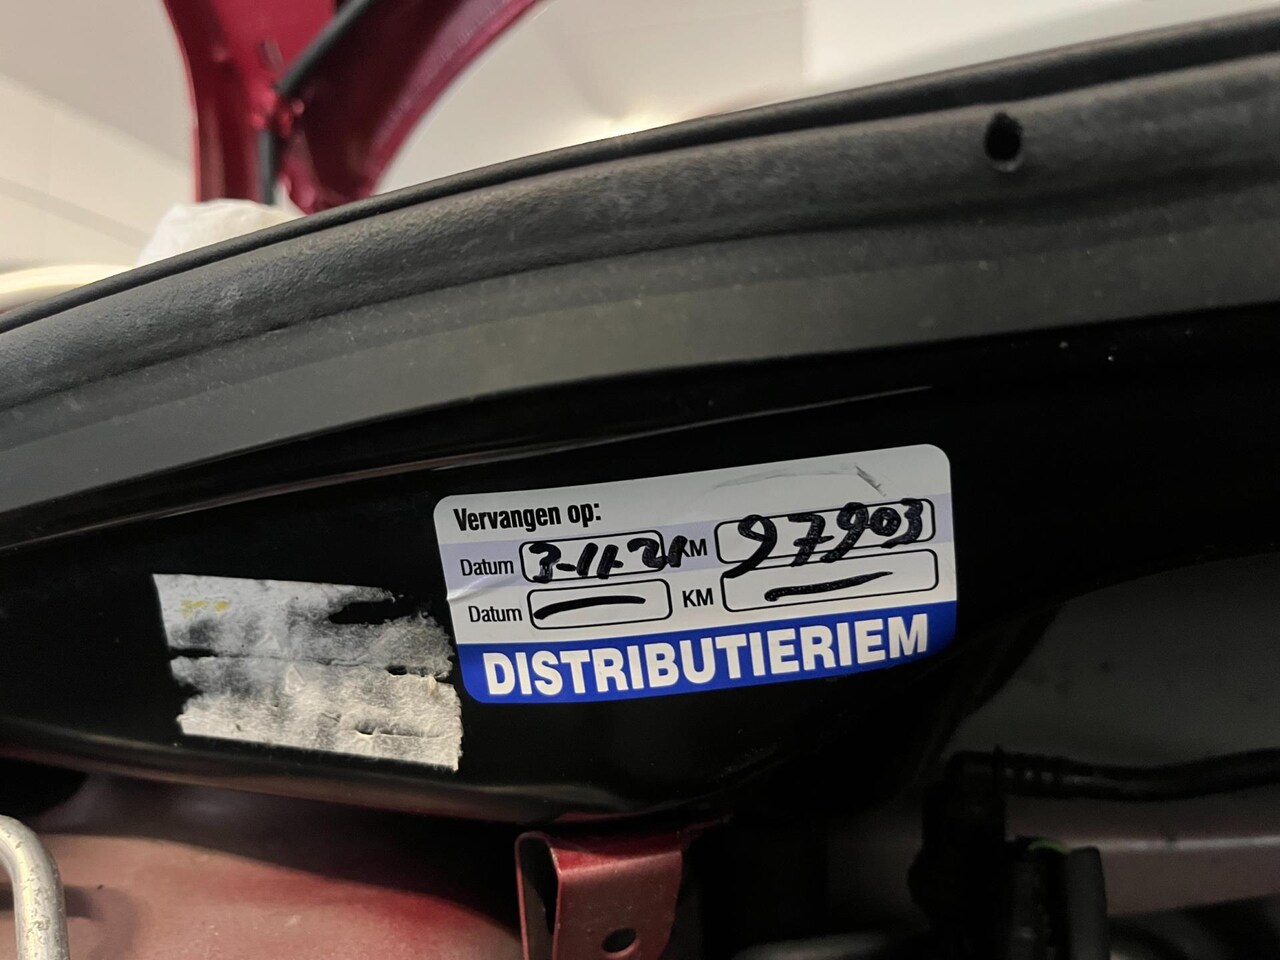 Vervangen op:
Datum 3-11-21 KM 97903
Datum — KM —
DISTRIBUTIERIEM